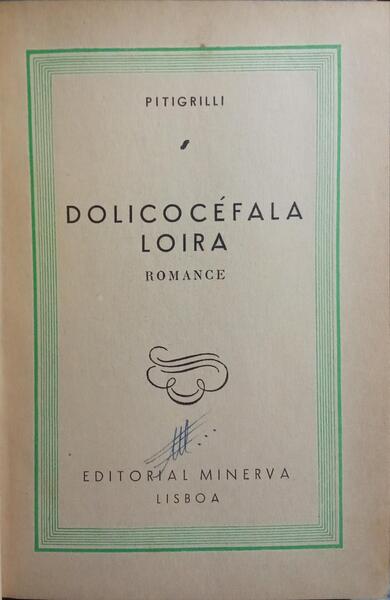 PITIGRILLI
DOLICOCÉFALA
LOIRA
ROMANCE
EDITORIAL MINERVA
LISBOA